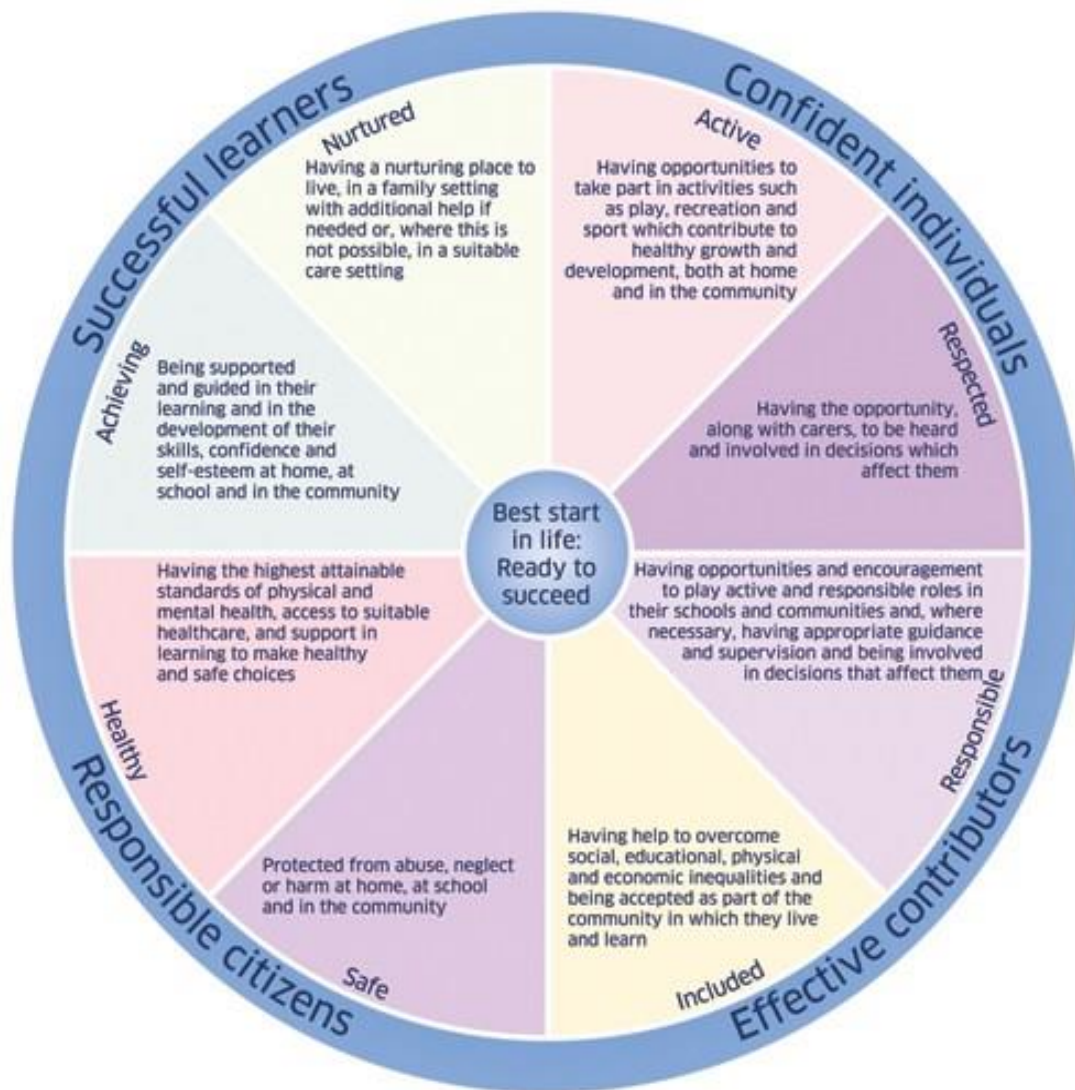 Successful learners
Confident individuals
Nurtured
Having a nurturing place to
live, in a family setting
with additional help if
needed or, where this is
not possible, in a suitable
care setting
Active
Having opportunities to
take part in activities such
as play, recreation and
sport which contribute to
healthy growth and
development, both at home
and in the community
Achieving
Being supported
and guided in their
learning and in the
development of their
skills, confidence and
self-esteem at home, at
school and in the community
Respected
Having the opportunity,
along with carers, to be heard
and involved in decisions which
affect them
Best start
in life:
Ready to
succeed
Having the highest attainable
standards of physical and
mental health, access to suitable
healthcare, and support in
learning to make healthy
and safe choices
Healthy
Having opportunities and encouragement
to play active and responsible roles in
their schools and communities and, where
necessary, having appropriate guidance
and supervision and being involved
in decisions that affect them
Responsible
Protected from abuse, neglect
or harm at home, at school
and in the community
Safe
Having help to overcome
social, educational, physical
and economic inequalities and
being accepted as part of the
community in which they live
and learn
Included
Responsible citizens
Effective contributors